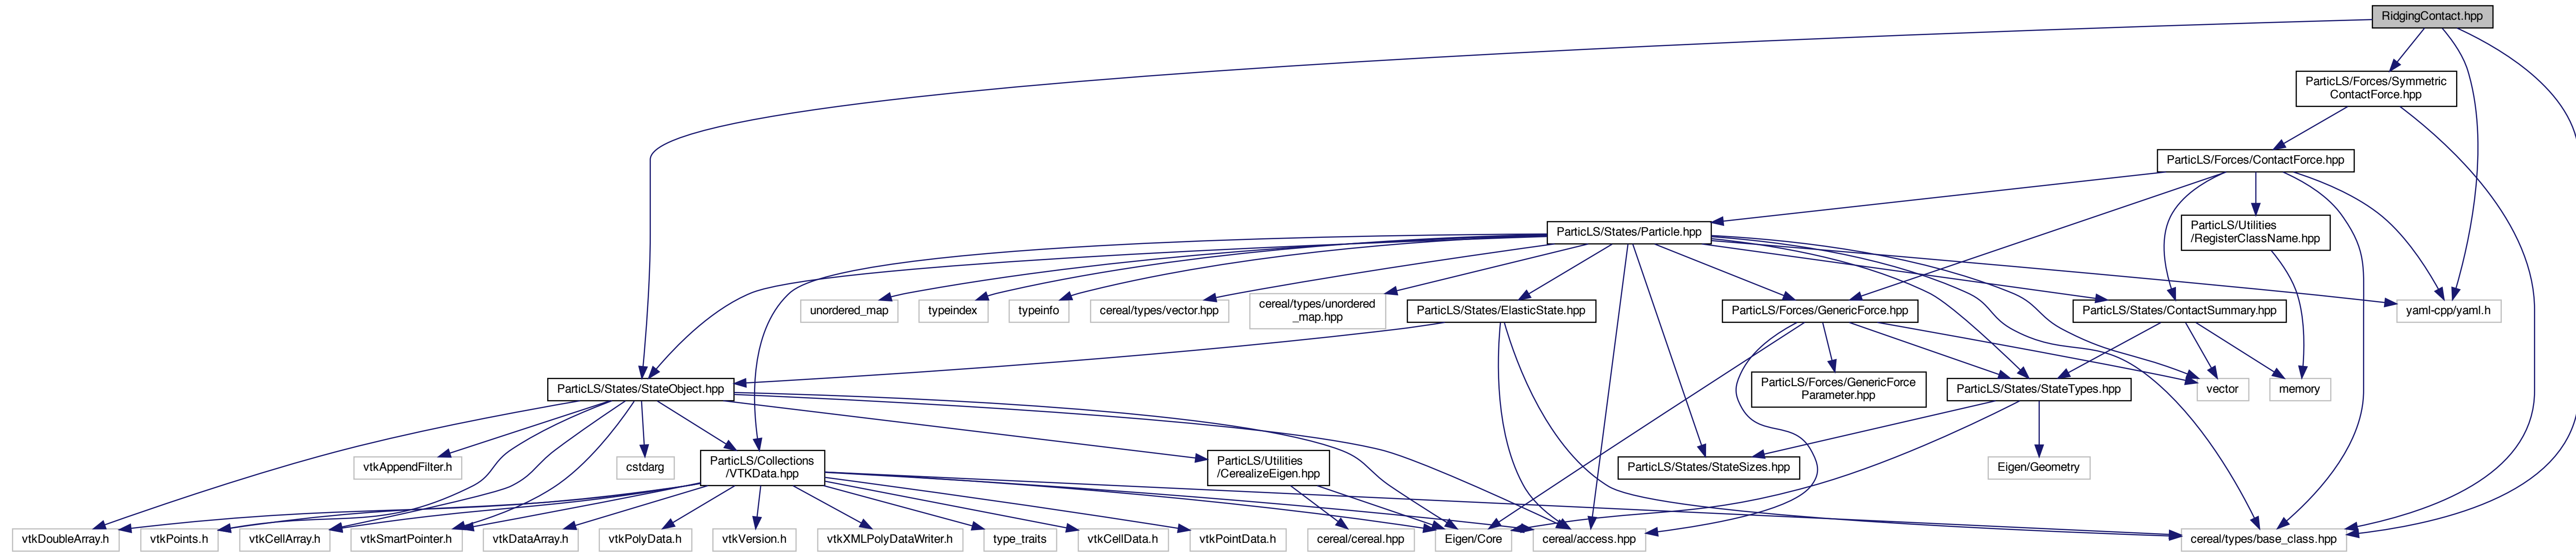 RidgingContact.hpp
ParticLS/Forces/Symmetric
ContactForce.hpp
ParticLS/Forces/ContactForce.hpp
ParticLS/States/Particle.hpp
ParticLS/Utilities
/RegisterClassName.hpp
unordered_map
typeindex
typeinfo
cereal/types/vector.hpp
cereal/types/unordered
_map.hpp
ParticLS/States/ElasticState.hpp
ParticLS/Forces/GenericForce.hpp
ParticLS/States/ContactSummary.hpp
yaml-cpp/yaml.h
ParticLS/States/StateObject.hpp
ParticLS/Forces/GenericForce
Parameter.hpp
ParticLS/States/StateTypes.hpp
vector
memory
vtkAppendFilter.h
cstdarg
ParticLS/Collections
/VTKData.hpp
ParticLS/Utilities
/CerealizeEigen.hpp
ParticLS/States/StateSizes.hpp
Eigen/Geometry
vtkDoubleArray.h
vtkPoints.h
vtkCellArray.h
vtkSmartPointer.h
vtkDataArray.h
vtkPolyData.h
vtkVersion.h
vtkXMLPolyDataWriter.h
type_traits
vtkCellData.h
vtkPointData.h
cereal/cereal.hpp
Eigen/Core
cereal/access.hpp
cereal/types/base_class.hpp